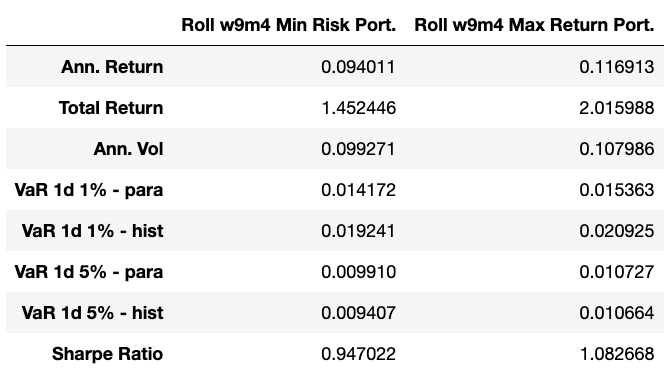 Roll w9m4 Min Risk Port. Roll w9m4 Max Return Port.
Ann. Return 0.094011 0.116913
Total Return 1.452446 2.015988
Ann. Vol 0.099271 0.107986
VaR 1d 1% - para 0.014172 0.015363
VaR 1d 1% - hist 0.019241 0.020925
VaR 1d 5% - para 0.009910 0.010727
VaR 1d 5% - hist 0.009407 0.010664
Sharpe Ratio 0.947022 1.082668